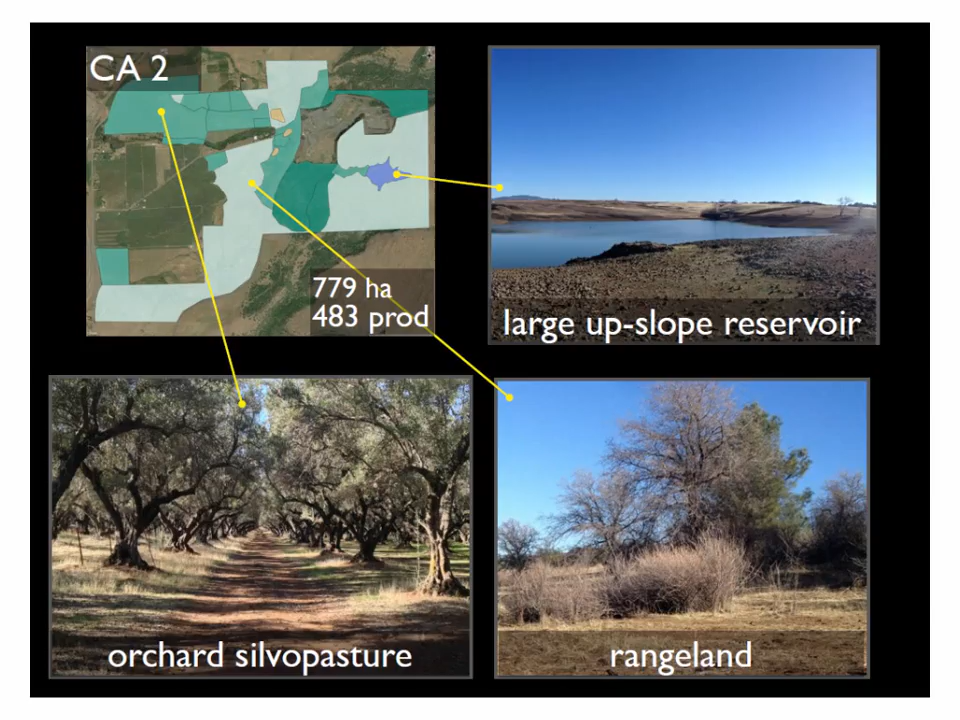 CA 2
779 ha
483 prod
large up-slope reservoir
orchard silvopasture
rangeland